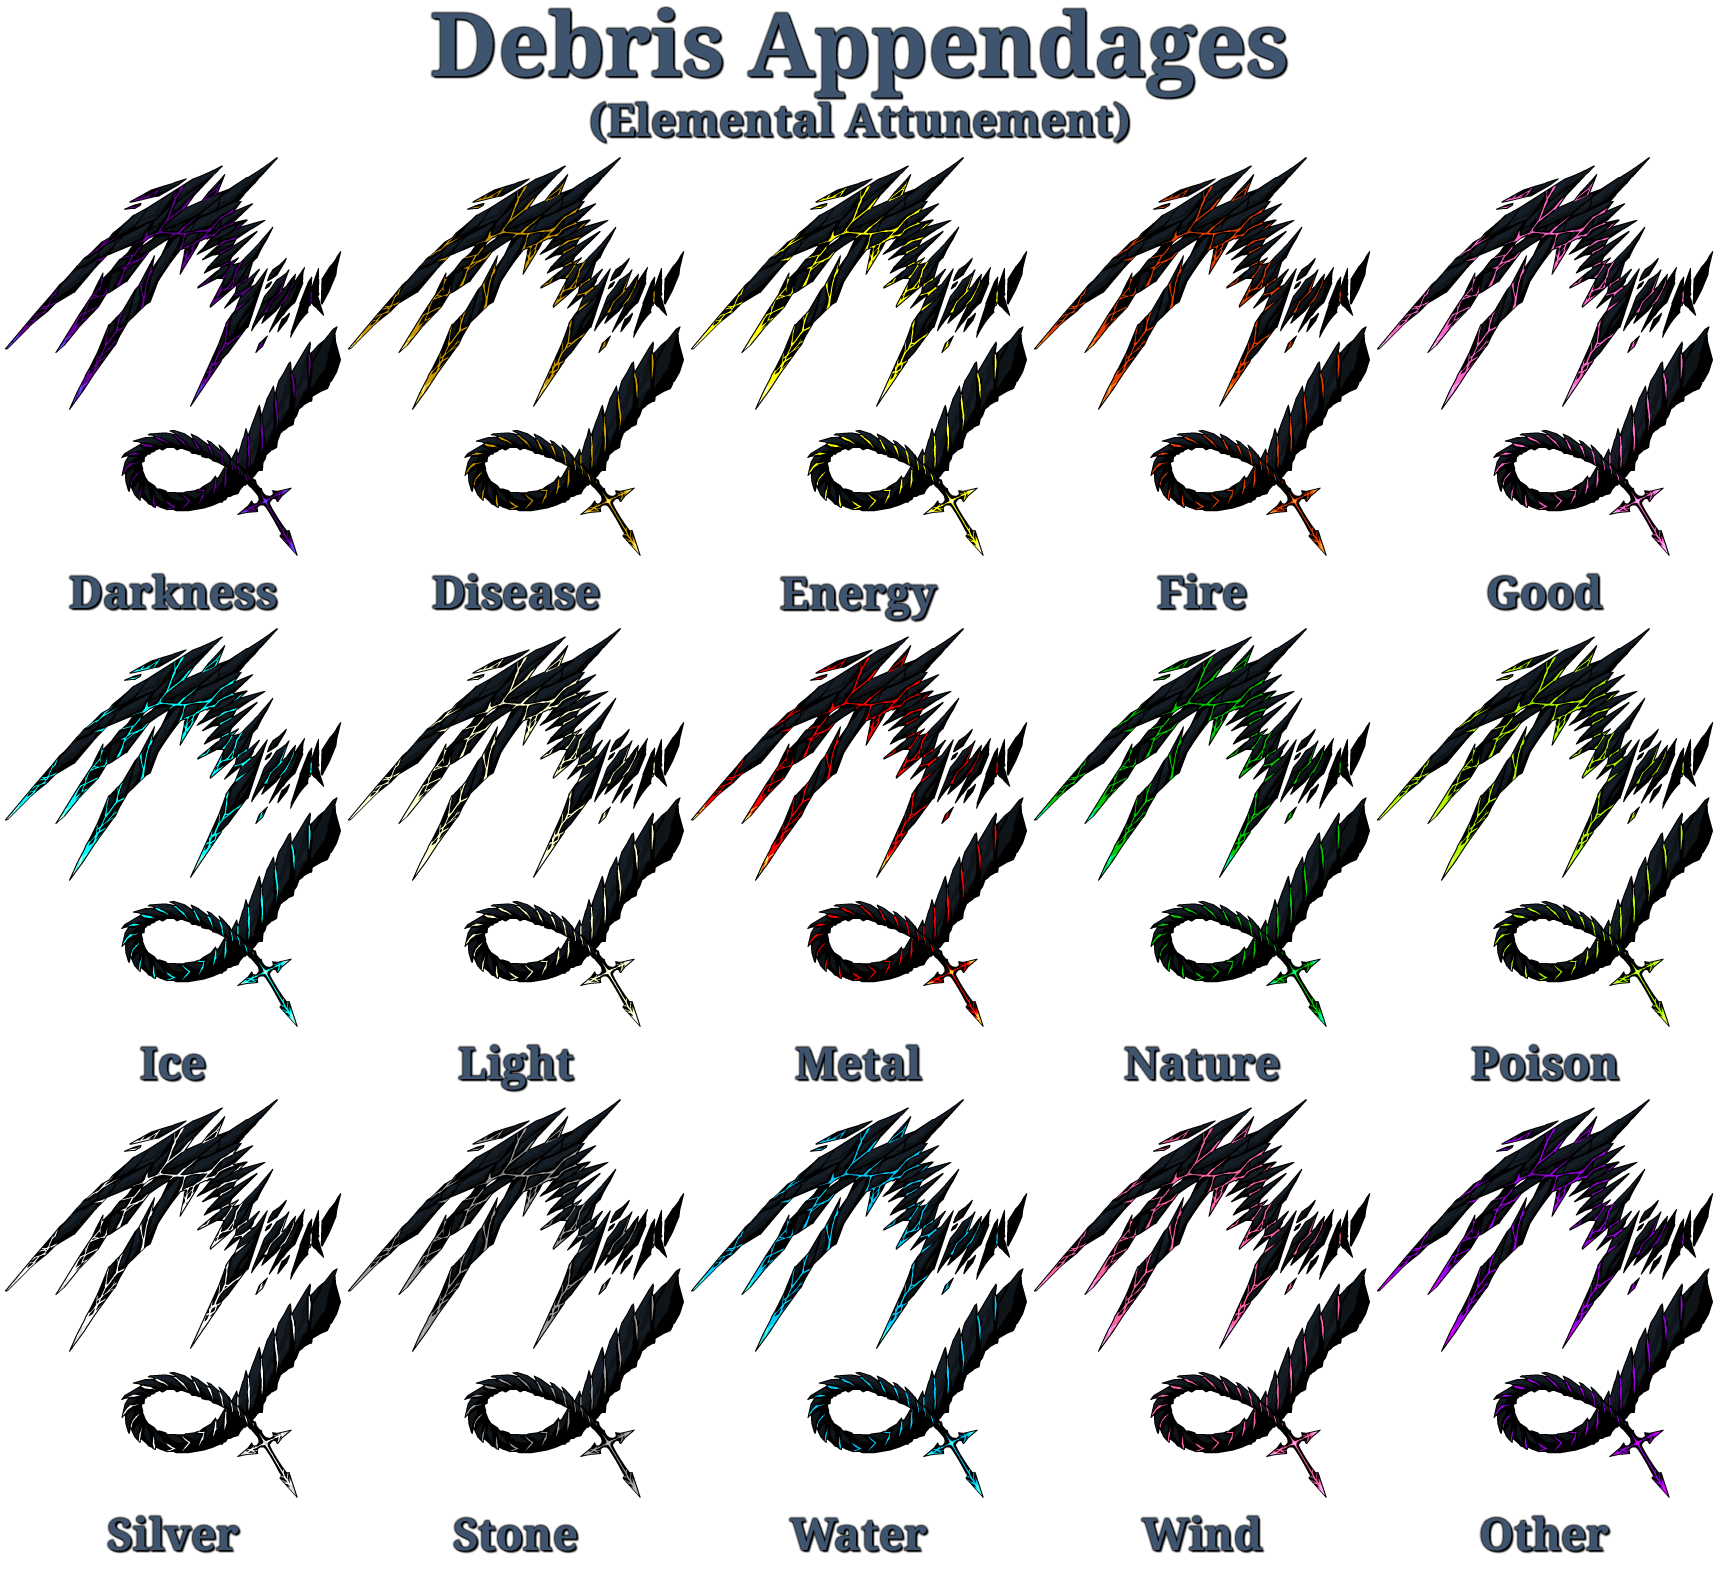 Debris Appendages
(Elemental Attunement)
Darkness Disease Energy Fire Good
Ice Light Metal Nature Poison
Silver Stone Water Wind Other